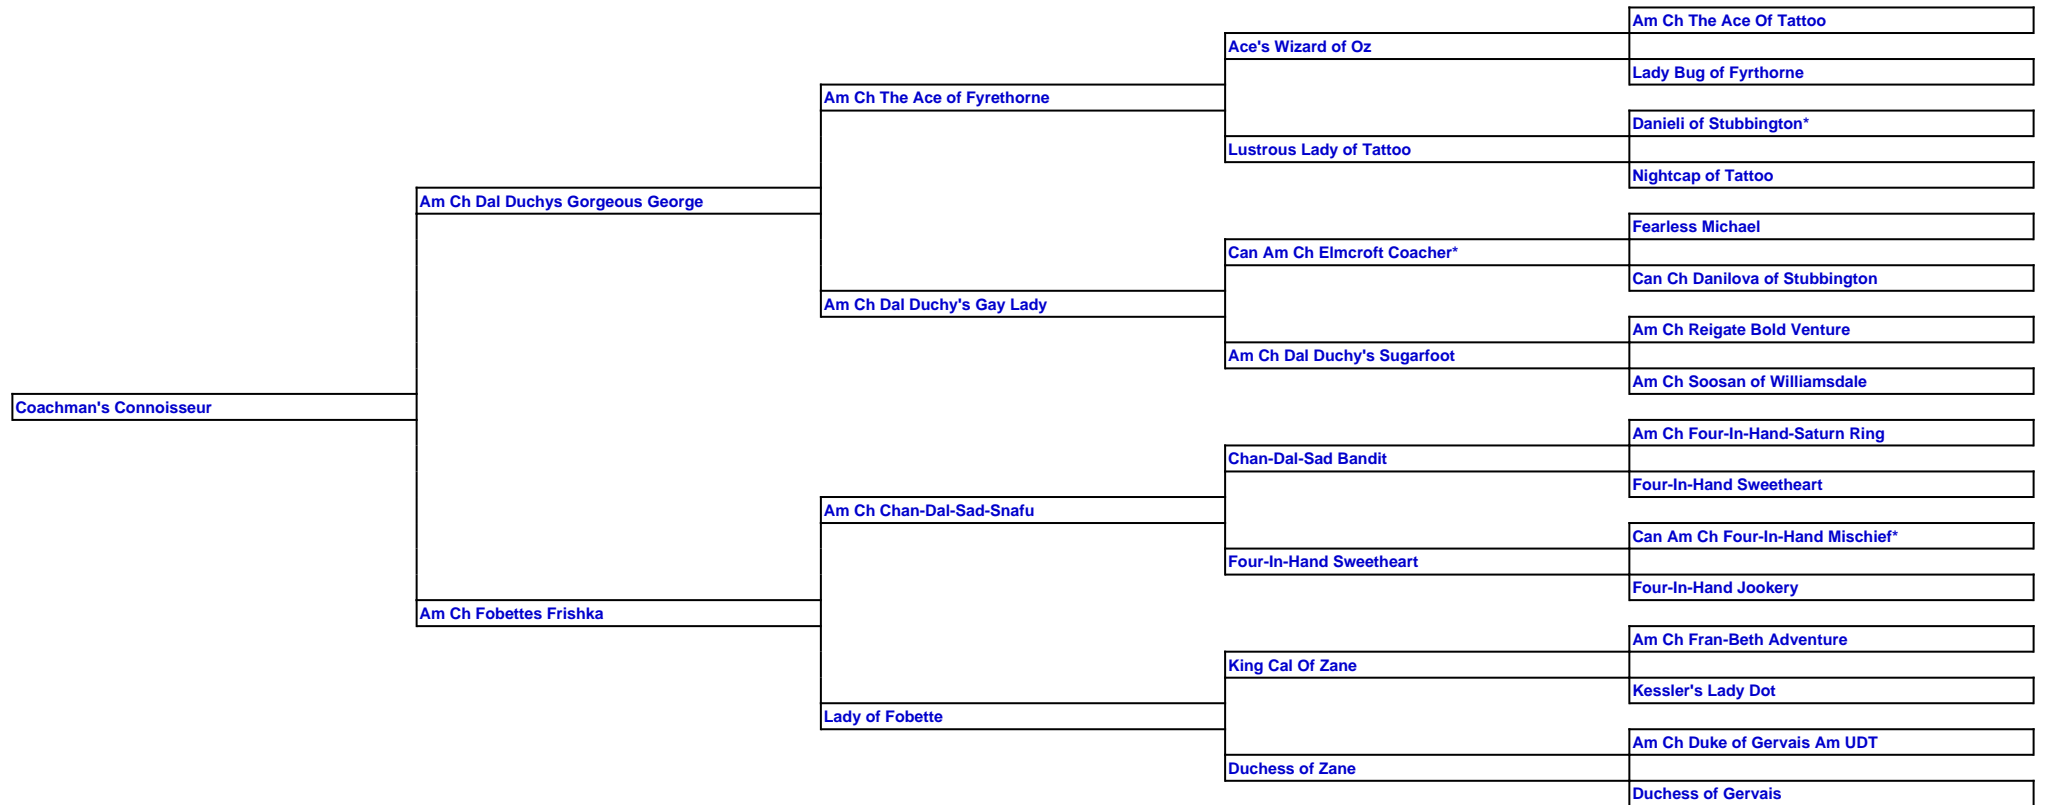 Am Ch The Ace Of Tattoo
Ace's Wizard of Oz
Lady Bug of Fyrthorne
Am Ch The Ace of Fyrethorne
Danieli of Stubbington*
Lustrous Lady of Tattoo
Nightcap of Tattoo
Am Ch Dal Duchys Gorgeous George
Fearless Michael
Can Am Ch Elmcroft Coacher*
Can Ch Danilova of Stubbington
Am Ch Dal Duchy's Gay Lady
Am Ch Reigate Bold Venture
Am Ch Dal Duchy's Sugarfoot
Am Ch Soosan of Williamsdale
Coachman's Connoisseur
Am Ch Four-In-Hand-Saturn Ring
Chan-Dal-Sad Bandit
Four-In-Hand Sweetheart
Am Ch Chan-Dal-Sad-Snafu
Can Am Ch Four-In-Hand Mischief*
Four-In-Hand Sweetheart
Four-In-Hand Jookery
Am Ch Fobettes Frishka
Am Ch Fran-Beth Adventure
King Cal Of Zane
Kessler's Lady Dot
Lady of Fobette
Am Ch Duke of Gervais Am UDT
Duchess of Zane
Duchess of Gervais